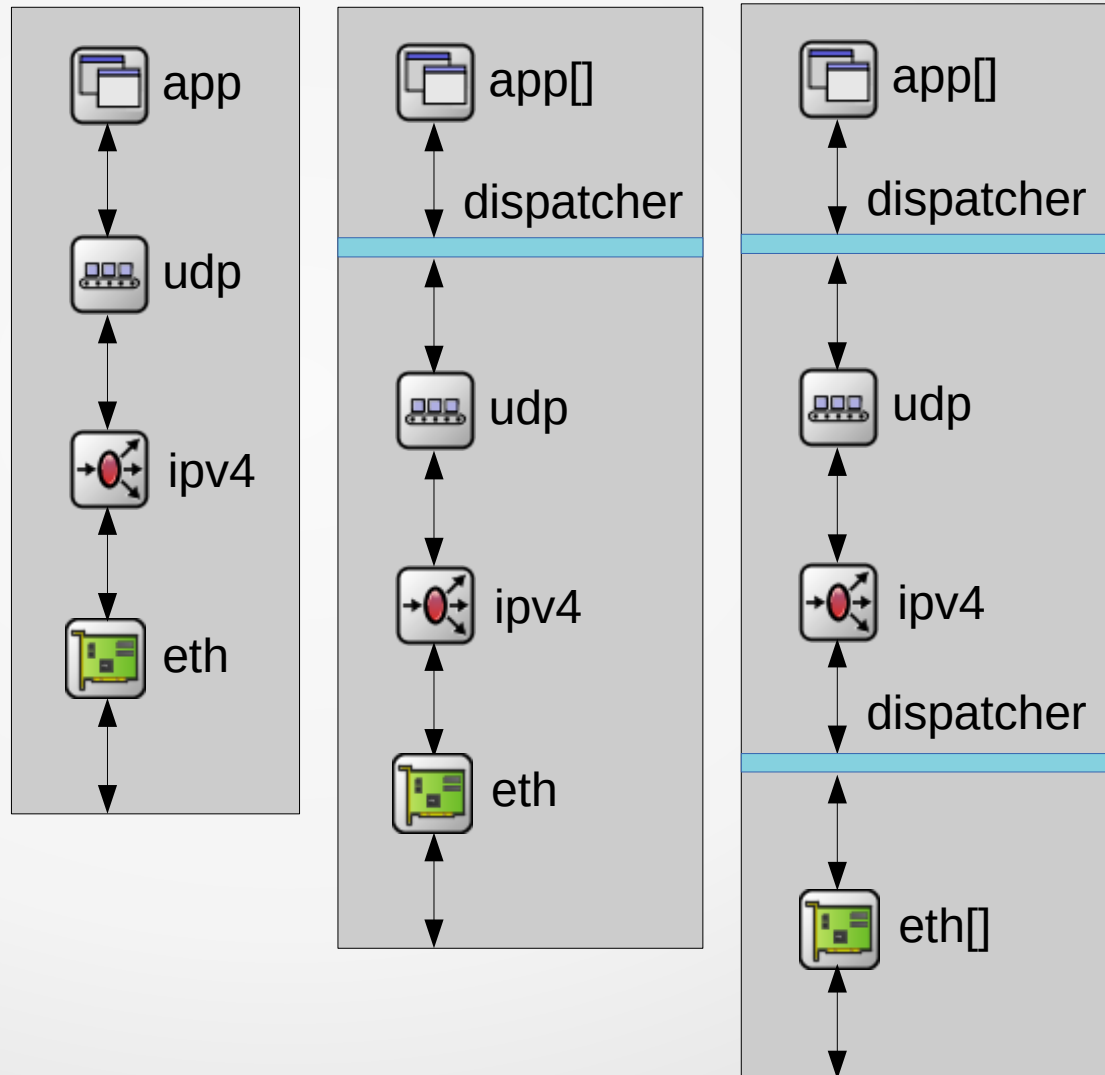 app
udp
ipv4
eth
app[]
dispatcher
udp
ipv4
eth
app[]
dispatcher
udp
ipv4
dispatcher
eth[]